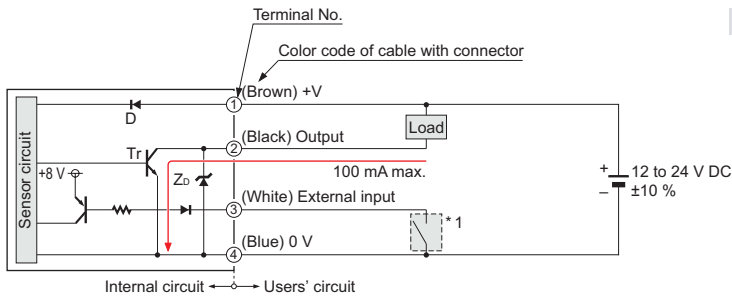 Terminal No.
Color code of cable with connector
(Brown) +V
1
D
Load
(Black) Output
2
Tr
ZD
100 mA max.
+8 V
Sensor circuit
+
12 to 24 V DC
–
±10 %
(White) External input
3
* 1
(Blue) 0 V
4
Internal circuit
Users' circuit